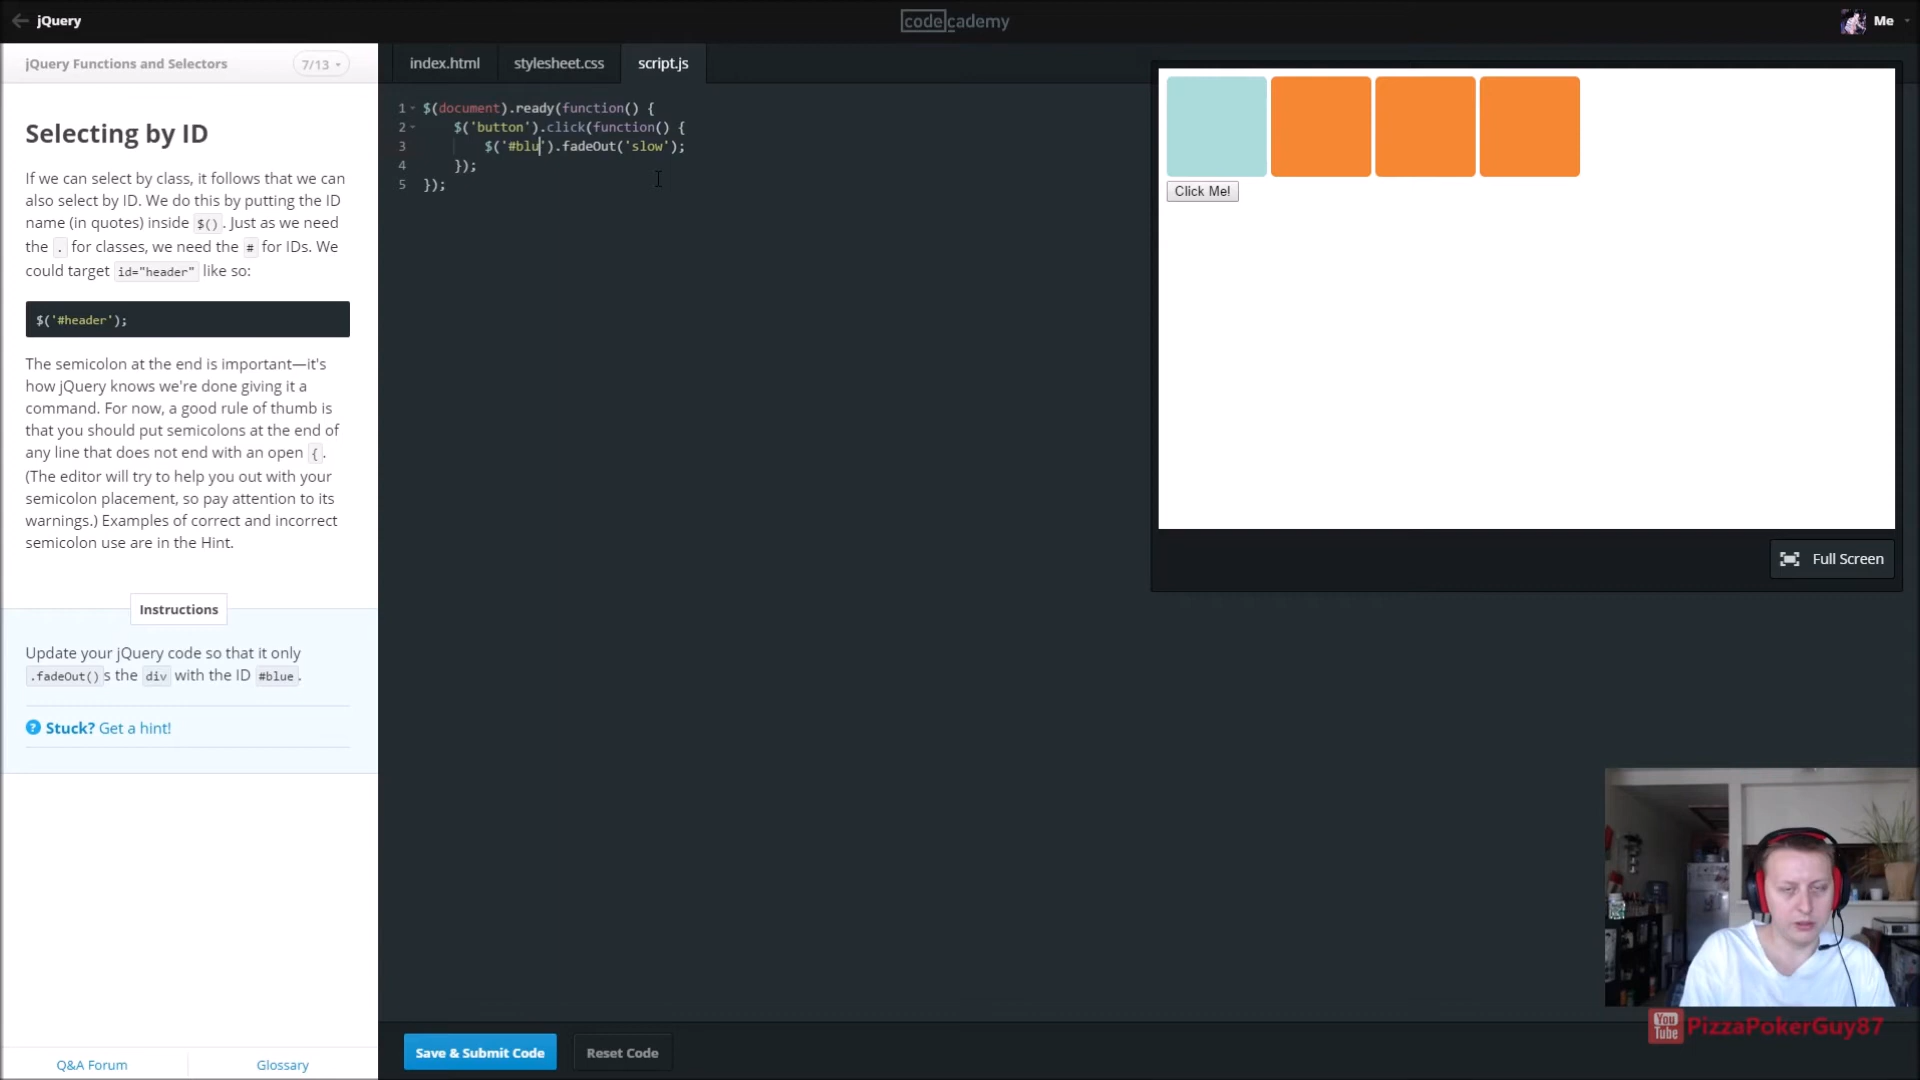 jQuery
codecademy
Me
jQuery Functions and Selectors
7/13
index.html
stylesheet.css
script.js
Selecting by ID
If we can select by class, it follows that we can
also select by ID. We do this by putting the ID
name (in quotes) inside $() . Just as we need
the . for classes, we need the # for IDs. We
could target id="header" like so:
$('#header');
The semicolon at the end is important—it's
how jQuery knows we're done giving it a
command. For now, a good rule of thumb is
that you should put semicolons at the end of
any line that does not end with an open { .
(The editor will try to help you out with your
semicolon placement, so pay attention to its
warnings.) Examples of correct and incorrect
semicolon use are in the Hint.
Instructions
Update your jQuery code so that it only
.fadeOut() s the div with the ID #blue .
? Stuck? Get a hint!
Q&A Forum
Glossary
1 $(document).ready(function() {
2 $('button').click(function() {
3 $('#blu').fadeOut('slow');
4 });
5 });
Save & Submit Code
Reset Code
Click Me!
Full Screen
You Tube PizzaPokerGuy87